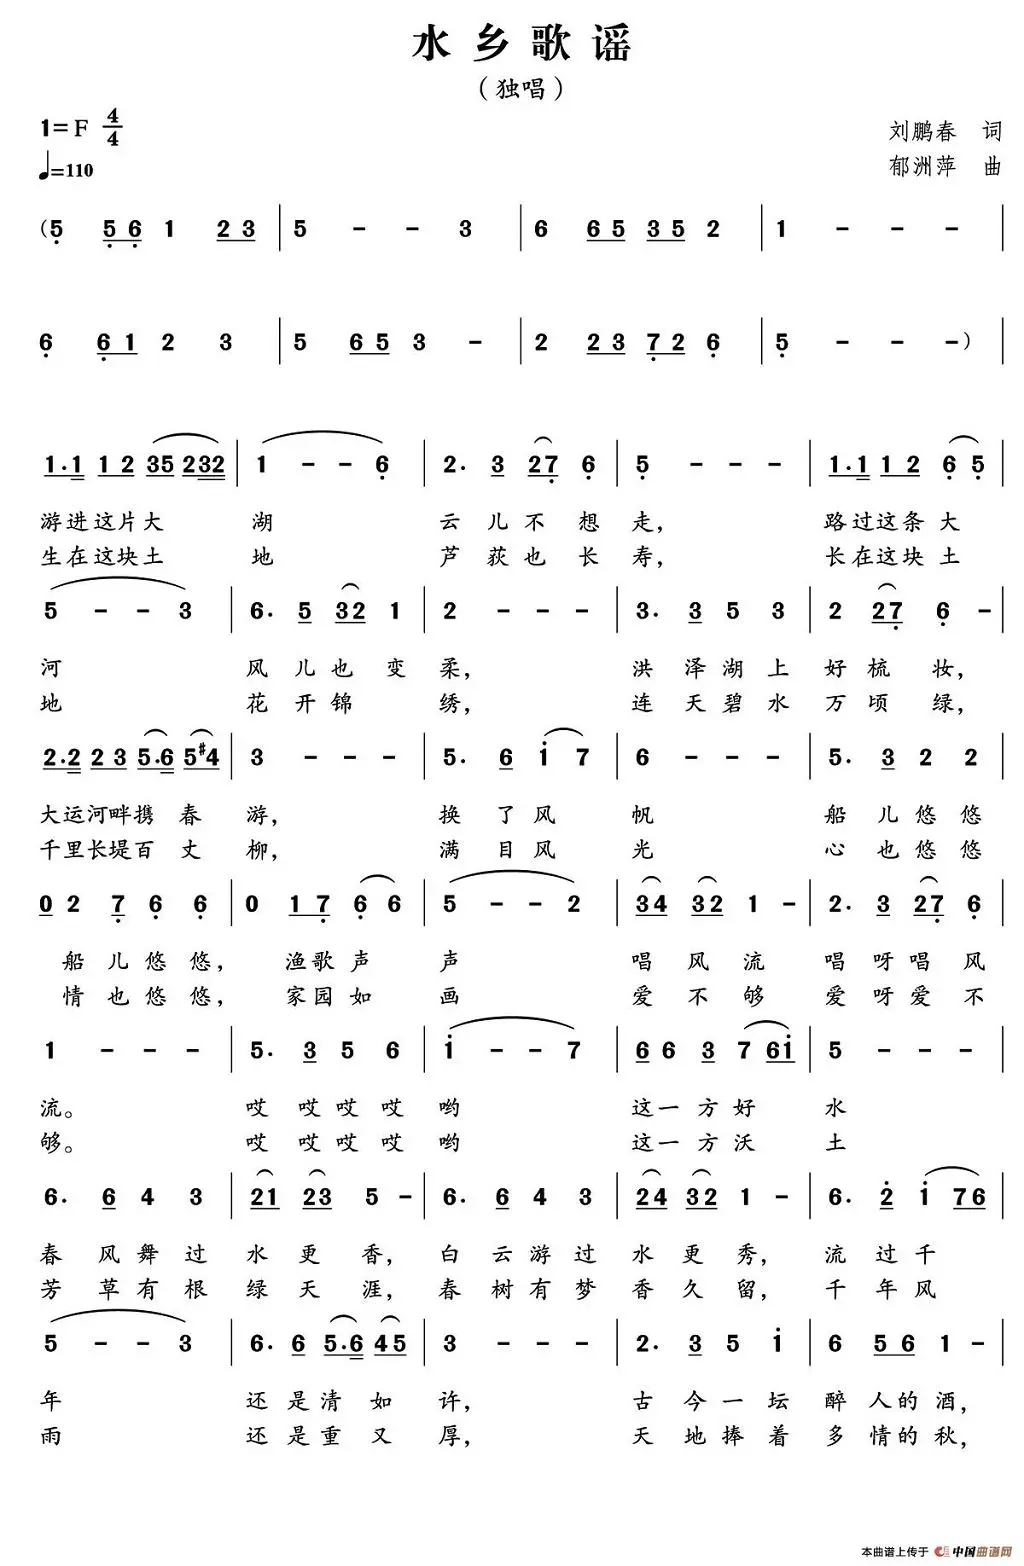 水乡歌谣
（独唱）
1=F 4/4
刘鹏春 词
♩=110
郁洲萍 曲
(5 56 1 23 | 5 - - 3 | 6 65 35 2 | 1 - - - |
6 61 2 3 | 5 65 3 - | 2 23 72 6 | 5 - - -) |
1.1 12 35 232 | 1 - - 6 | 2. 3 27 6 | 5 - - - | 1.1 12 6 5 |
游进这片大 湖 云儿不想走, 路过这条大
生在这块土 地 芦荻也长寿, 长在这块土
5 - - 3 | 6. 5 32 1 | 2 - - - | 3. 3 5 3 | 2 27 6 - |
河 风儿也变柔, 洪泽湖上好梳妆,
地 花开锦绣, 连天碧水万顷绿,
2.2 23 5.6 5#4 | 3 - - - | 5. 6 i 7 | 6 - - - | 5. 3 2 2 |
大运河畔携春游, 换了风帆 船儿悠悠
千里长堤百丈柳, 满目风光 心也悠悠
0 2 7 6 6 | 0 17 6 6 | 5 - - 2 | 34 32 1 - | 2. 3 27 6 |
船儿悠悠, 渔歌声声 唱风流 唱呀唱风
情也悠悠, 家园如画 爱不够 爱呀爱不
1 - - - | 5. 3 5 6 | i - - 7 | 6 6 3 7 6i | 5 - - - |
流。 哎哎哎哎哟 这一方好水
够。 哎哎哎哎哟 这一方沃土
6. 6 4 3 | 21 23 5 - | 6. 6 4 3 | 24 32 1 - | 6. 2 i 76 |
春风舞过水更香, 白云游过水更秀, 流过千
芳草有根绿天涯, 春树有梦香久留, 千年风
5 - - 3 | 6. 6 5.6 45 | 3 - - - | 2. 3 5 i | 6 56 1 - |
年 还是清如许, 古今一坛醉人的酒,
雨 还是重又厚, 天地捧着多情的秋,
本曲谱上传于 中国曲谱网